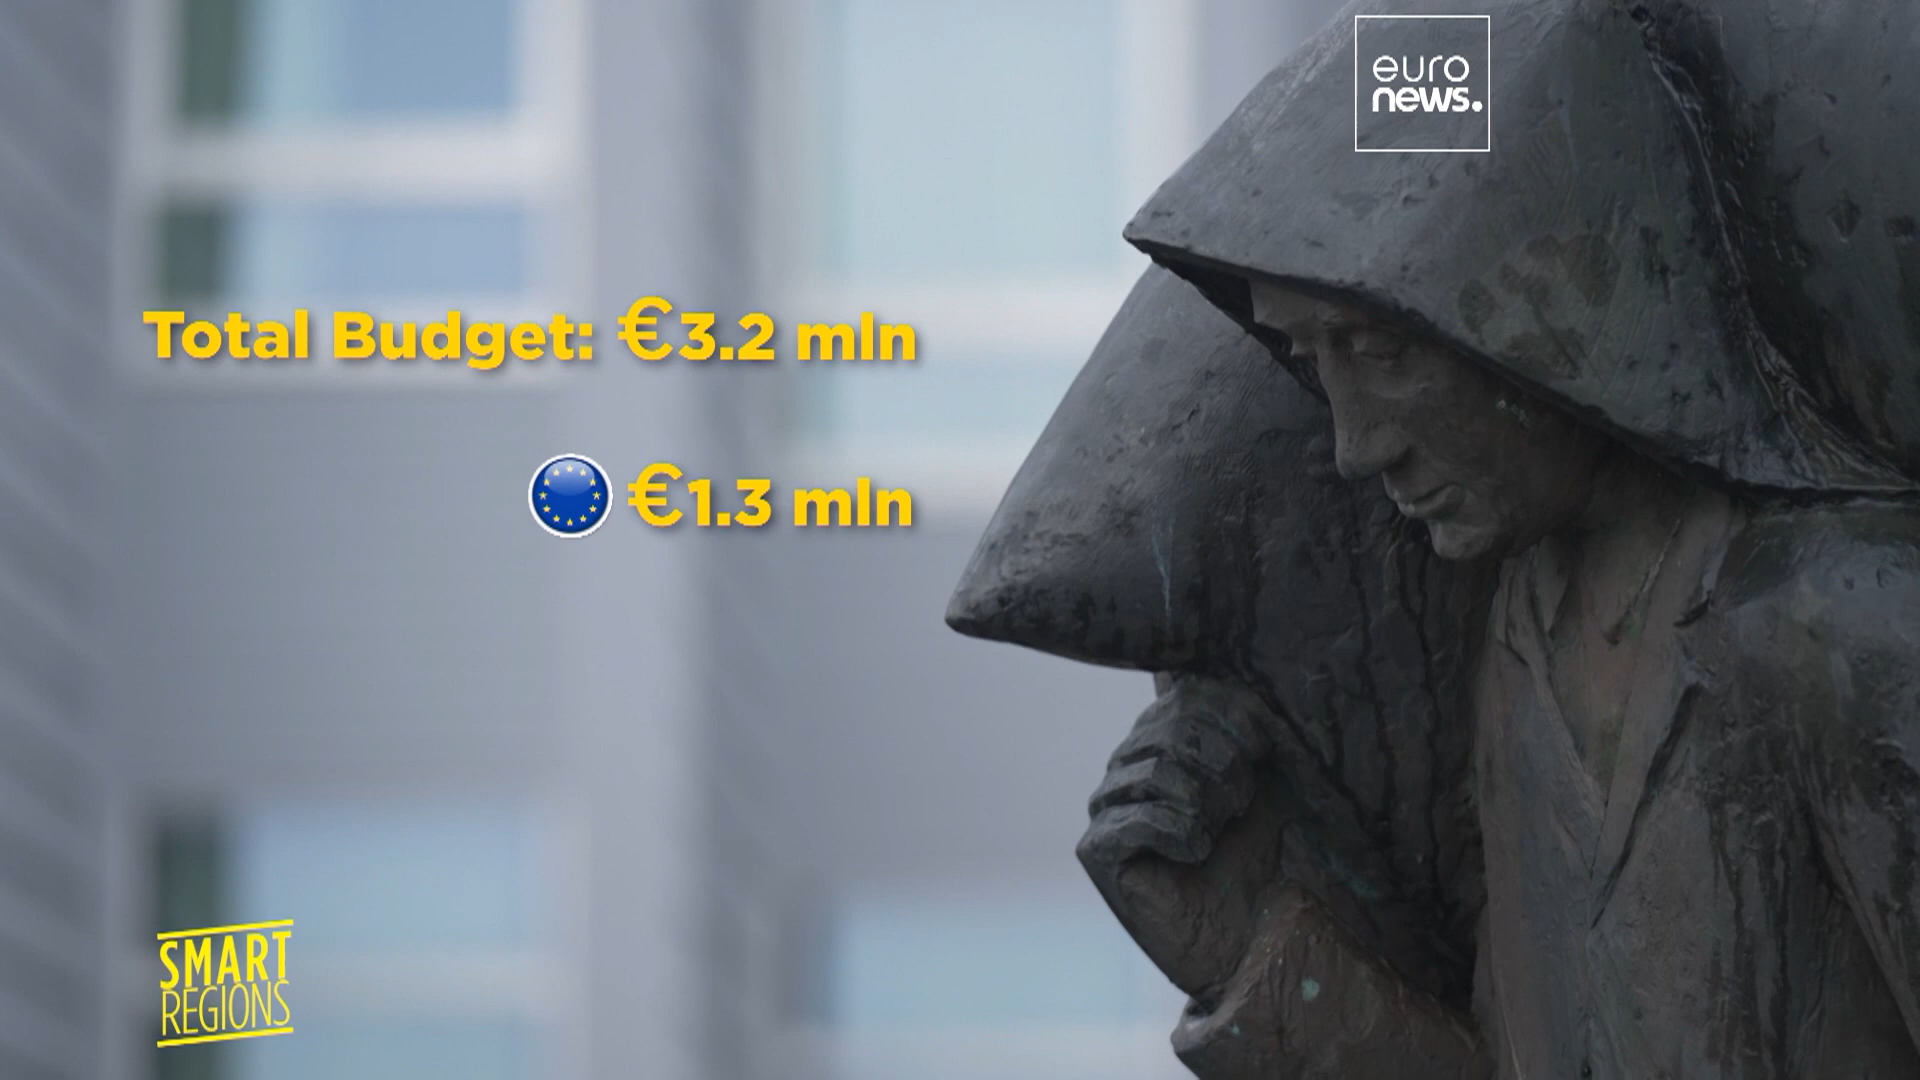 euro
news.
Total Budget: €3.2 mln
€1.3 mln
SMART
REGIONS